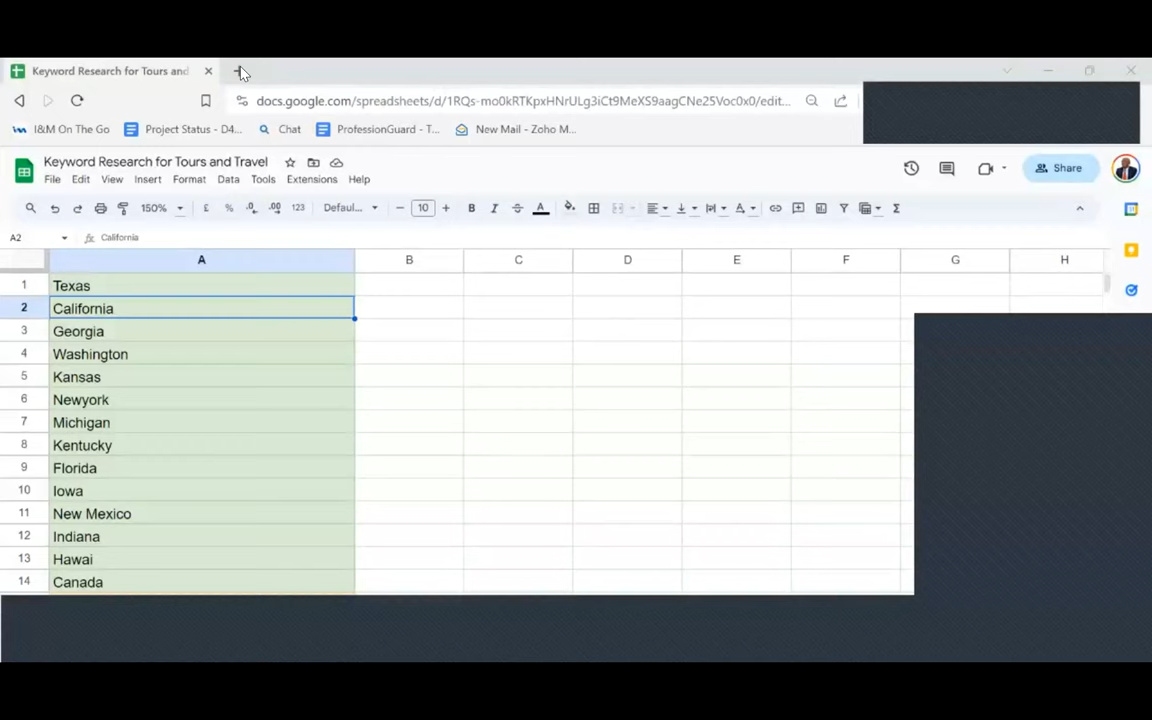 Keyword Research for Tours and
docs.google.com/spreadsheets/d/1RQs-mo0kRTKpxHNrULg3iCt9MeXS9aagCNe25Voc0x0/edit...
I&M On The Go
Project Status - D4...
Chat
ProfessionGuard - T...
New Mail - Zoho M...
Keyword Research for Tours and Travel
Share
File Edit View Insert Format Data Tools Extensions Help
150% £ % .0 .00 123 Defaul... 10 B I A Σ
A2 fx California
A B C D E F G H
1 Texas
2 California
3 Georgia
4 Washington
5 Kansas
6 Newyork
7 Michigan
8 Kentucky
9 Florida
10 Iowa
11 New Mexico
12 Indiana
13 Hawai
14 Canada